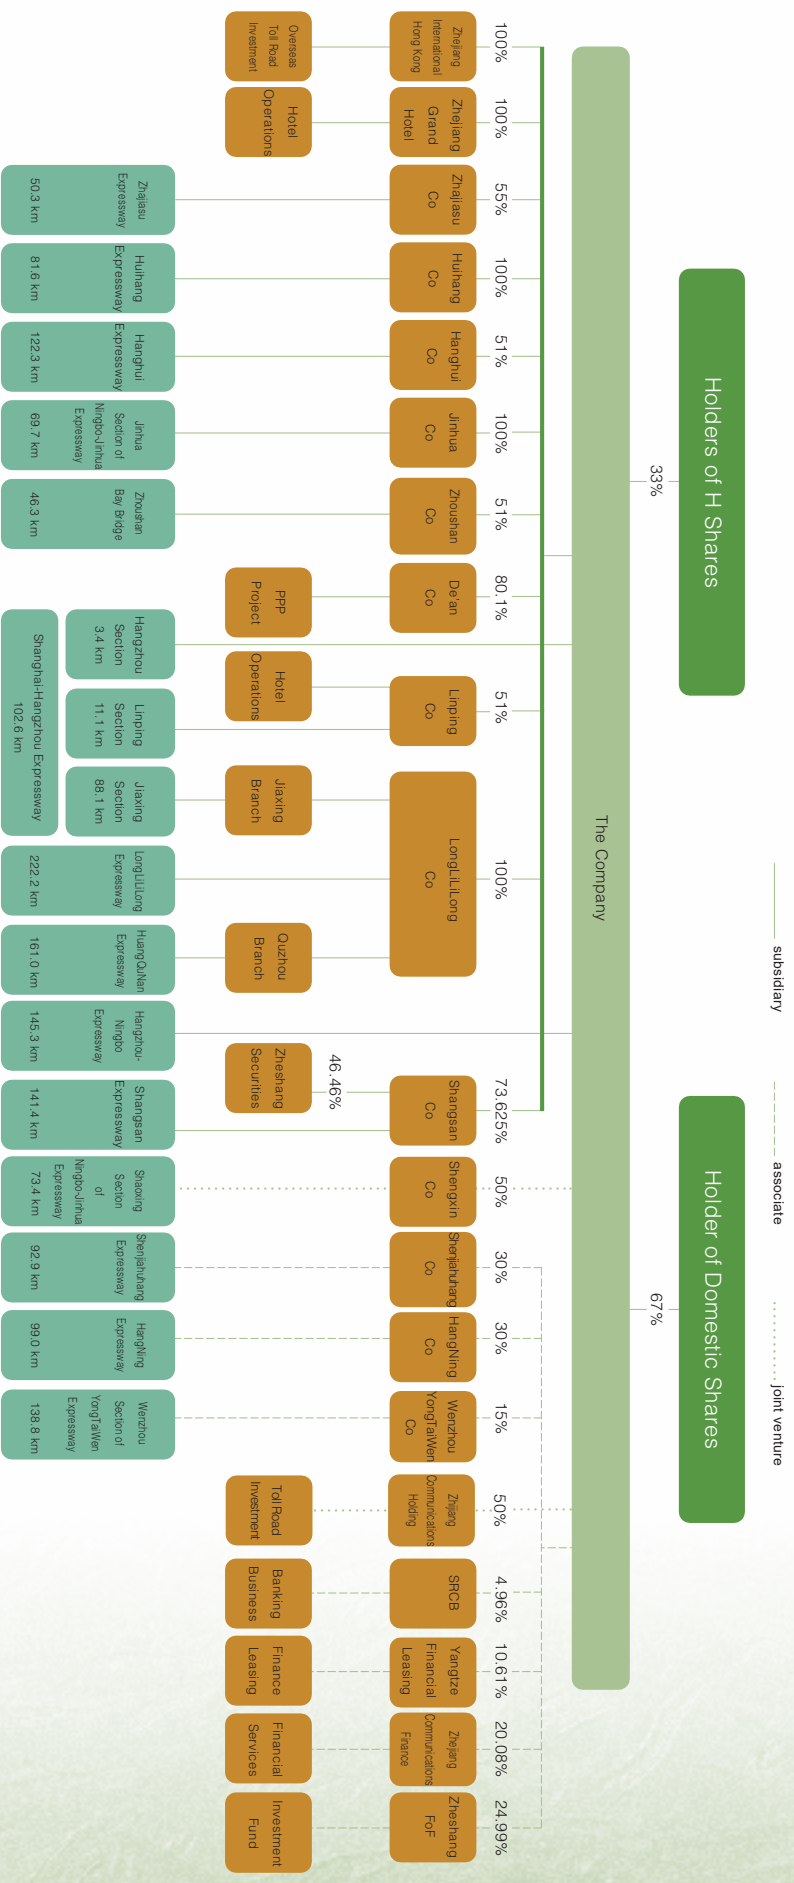 subsidiary
associate
joint venture
Holders of H Shares
Holder of Domestic Shares
33%
67%
The Company
100%
100%
55%
100%
51%
100%
51%
80.1%
51%
100%
73.625%
50%
30%
30%
15%
50%
4.96%
10.61%
20.08%
24.99%
Zhejiang
International
Hong Kong
Zhejiang
Grand
Hotel
Zhajiasu
Co
Huihang
Co
Hanghui
Co
Jinhua
Co
Zhoushan
Co
De'an
Co
Linping
Co
LongLiLiLong
Co
Shangsan
Co
Shengxin
Co
Shenjiahuhang
Co
HangNing
Co
Wenzhou
YongTaiWen
Co
Zhijiang
Communications
Holding
SRCB
Yangtze
Financial
Leasing
Zhejiang
Communications
Finance
Zheshang
FoF
46.46%
Overseas
Toll Road
Investment
Hotel
Operations
PPP
Project
Hotel
Operations
Jiaxing
Branch
Quzhou
Branch
Zheshang
Securities
Toll Road
Investment
Banking
Business
Finance
Leasing
Financial
Services
Investment
Fund
Zhajiasu
Expressway
50.3 km
Huihang
Expressway
81.6 km
Hanghui
Expressway
122.3 km
Jinhua
Section of
Ningbo-Jinhua
Expressway
69.7 km
Zhoushan
Bay Bridge
46.3 km
Hangzhou
Section
3.4 km
Linping
Section
11.1 km
Jiaxing
Section
88.1 km
Shanghai-Hangzhou Expressway
102.6 km
LongLiLiLong
Expressway
222.2 km
HuangQuNan
Expressway
161.0 km
Hangzhou-
Ningbo
Expressway
145.3 km
Shangsan
Expressway
141.4 km
Shaoxing
Section
of
Ningbo-Jinhua
Expressway
73.4 km
Shenjiahuhang
Expressway
92.9 km
HangNing
Expressway
99.0 km
Wenzhou
Section of
YongTaiWen
Expressway
138.8 km